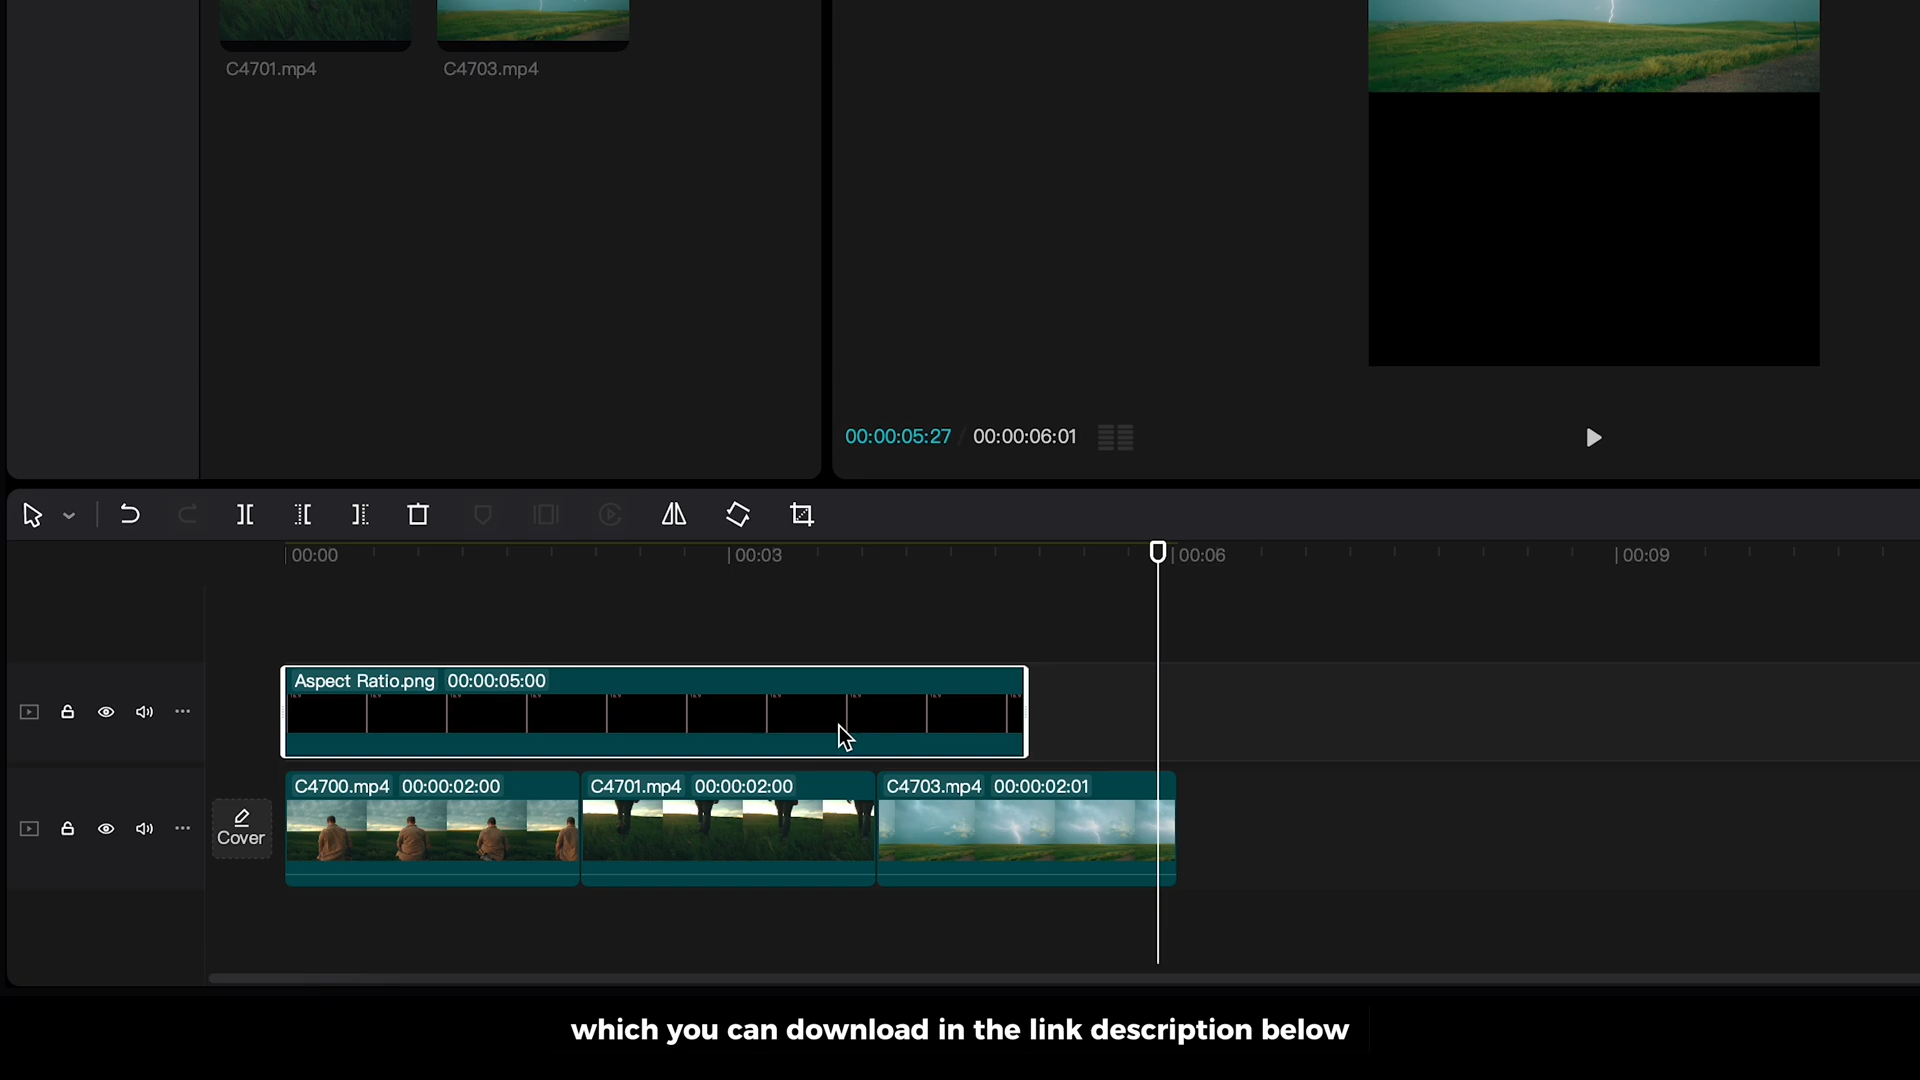 C4701.mp4
C4703.mp4
00:00:05:27 / 00:00:06:01
00:00
00:03
00:06
00:09
Aspect Ratio.png 00:00:05:00
C4700.mp4 00:00:02:00
C4701.mp4 00:00:02:00
C4703.mp4 00:00:02:01
Cover
which you can download in the link description below